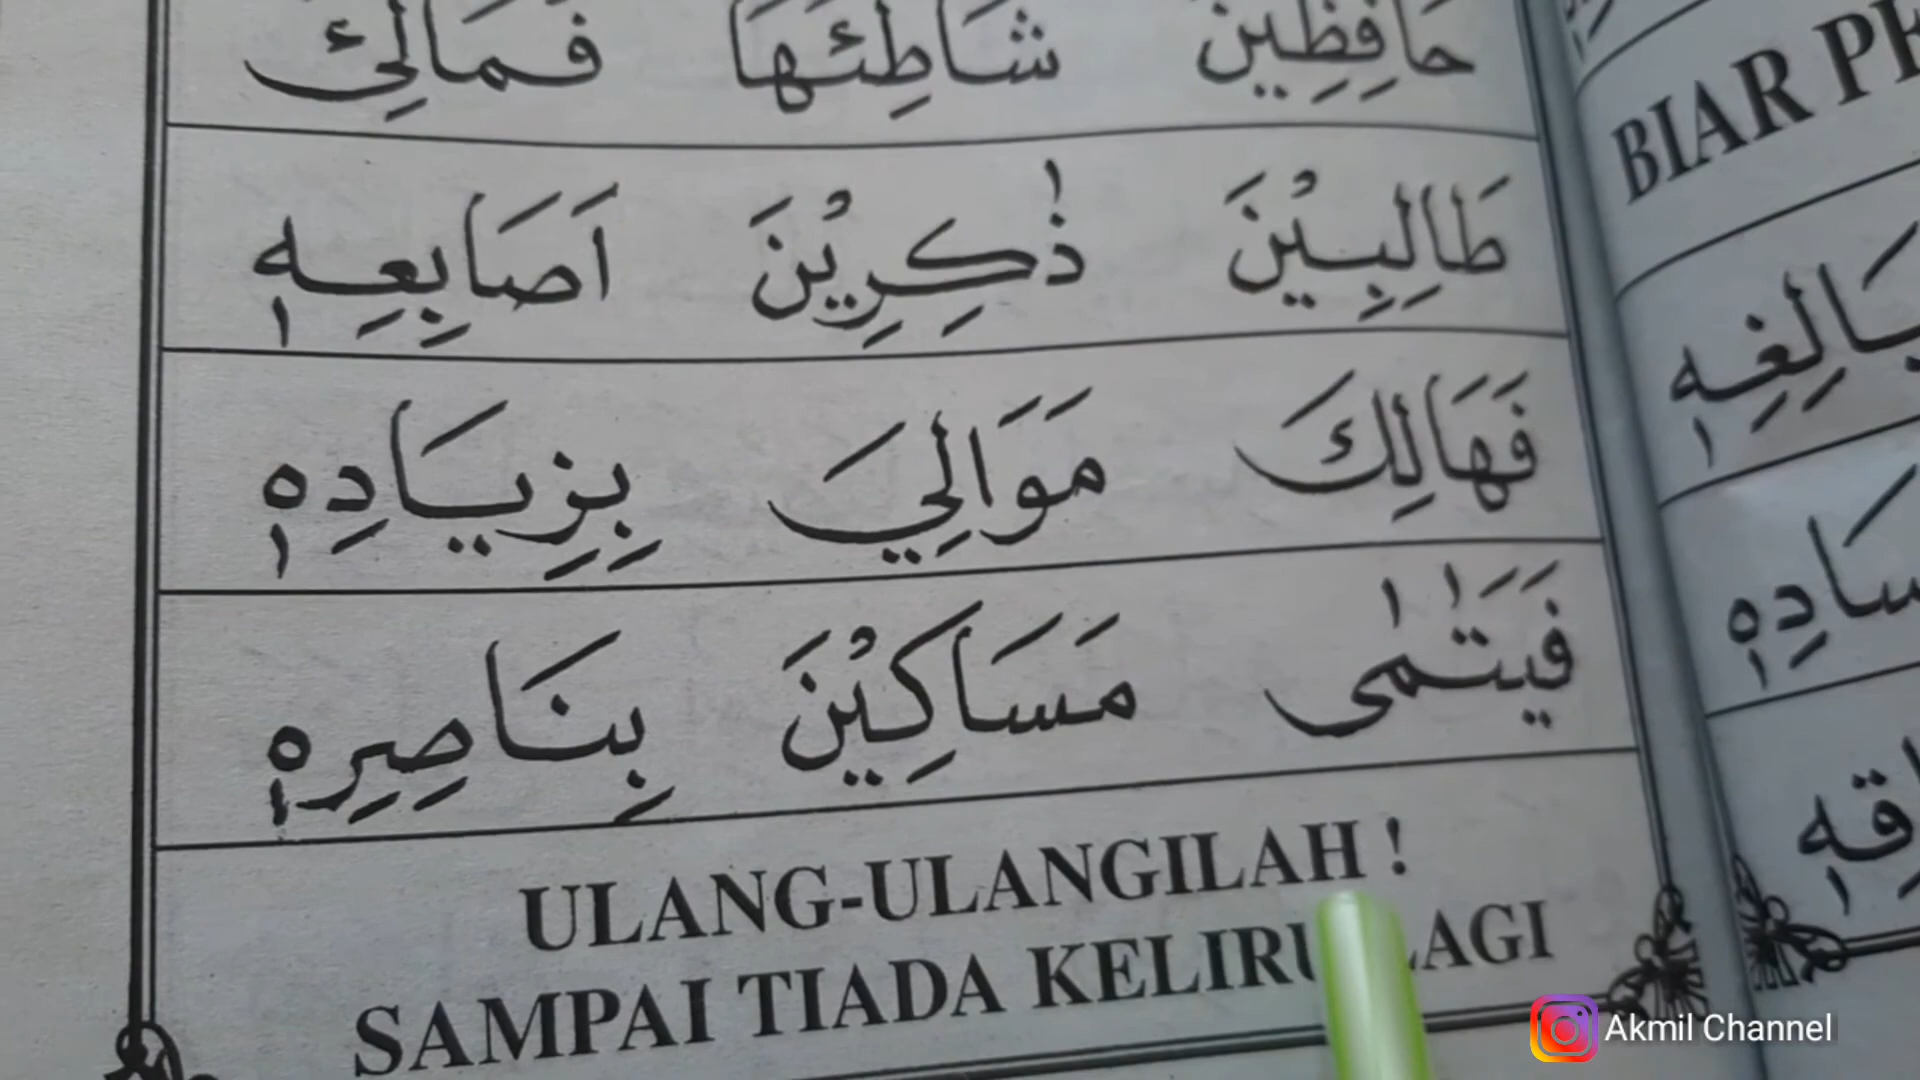 حَافِظِيْنَ شَاطِئَهَا فَمَالِئُ
طَالِبِيْنَ ذٰكِرِيْنَ اَصَابِعِهٖ
فَهَالِكَ مَوَالِيَ بِزِيَادِهٖ
فَيَتٰمٰى مَسَاكِيْنَ بِنَاصِرِهٖ
ULANG-ULANGILAH !
SAMPAI TIADA KELIRU LAGI
BIAR
Akmil Channel